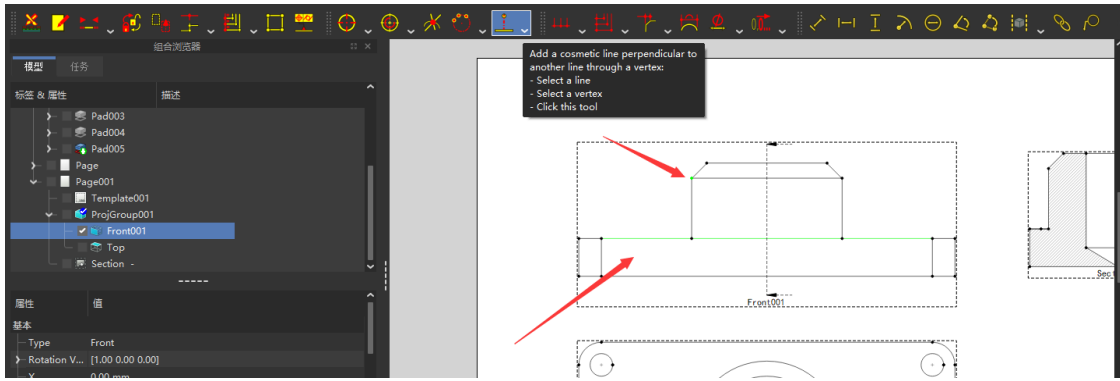 组合浏览器
模型 任务
标签 & 属性 描述
Pad003
Pad004
Pad005
Page
Page001
Template001
ProjGroup001
Front001
Top
Section -
属性 值
基本
Type Front
Rotation V... [1.00 0.00 0.00]
X 0.00 mm
Add a cosmetic line perpendicular to
another line through a vertex:
- Select a line
- Select a vertex
- Click this tool
Front001
Sect